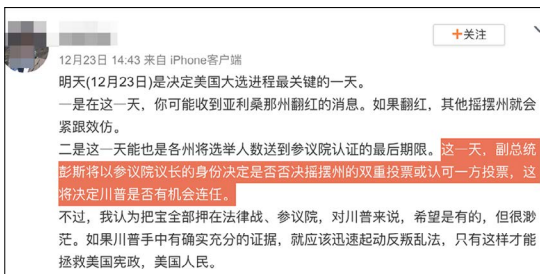 +关注
12月23日 14:43 来自 iPhone客户端
明天(12月23日)是决定美国大选进程最关键的一天。
一是在这一天，你可能收到亚利桑那州翻红的消息。如果翻红，其他摇摆州就会
紧跟效仿。
二是这一天能也是各州将选举人数送到参议院认证的最后期限。这一天，副总统
彭斯将以参议院议长的身份决定是否否决摇摆州的双重投票或认可一方投票，这
将决定川普是否有机会连任。
不过，我认为把宝全部押在法律战、参议院，对川普来说，希望是有的，但很渺
茫。如果川普手中有确实充分的证据，就应该迅速起动反叛乱法，只有这样才能
拯救美国宪政，美国人民。